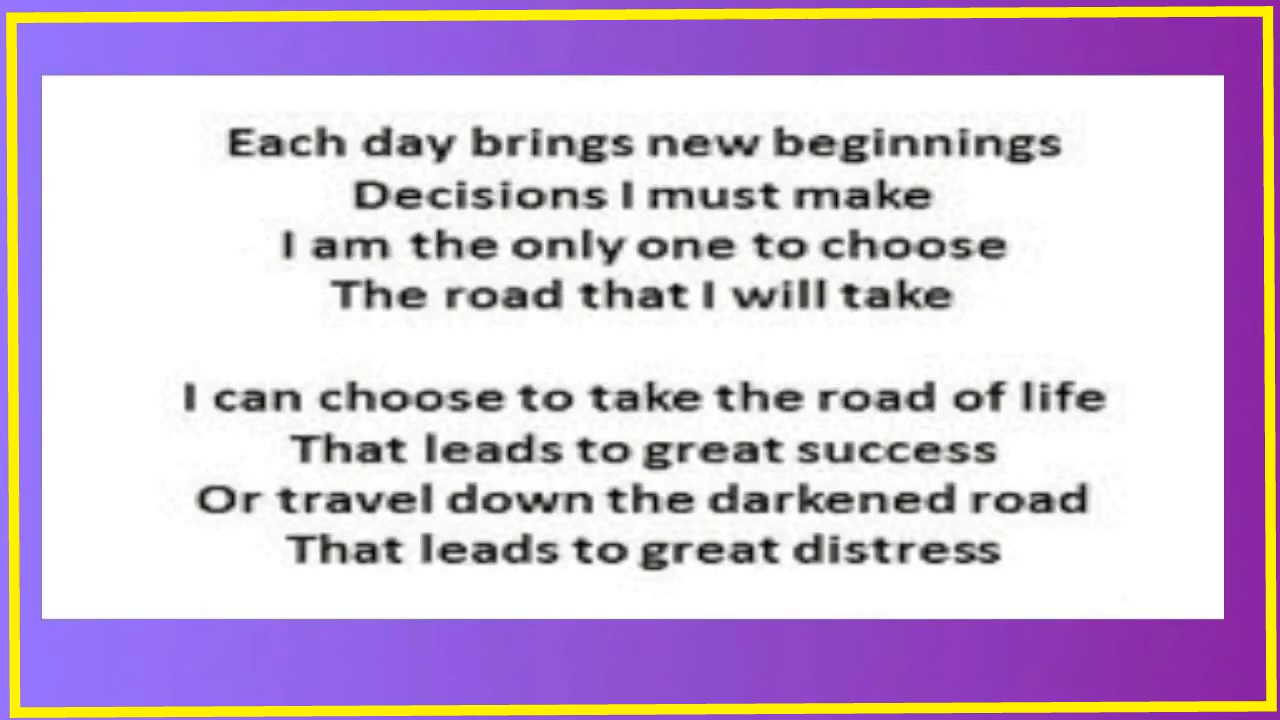 Each day brings new beginnings
Decisions I must make
I am the only one to choose
The road that I will take
I can choose to take the road of life
That leads to great success
Or travel down the darkened road
That leads to great distress